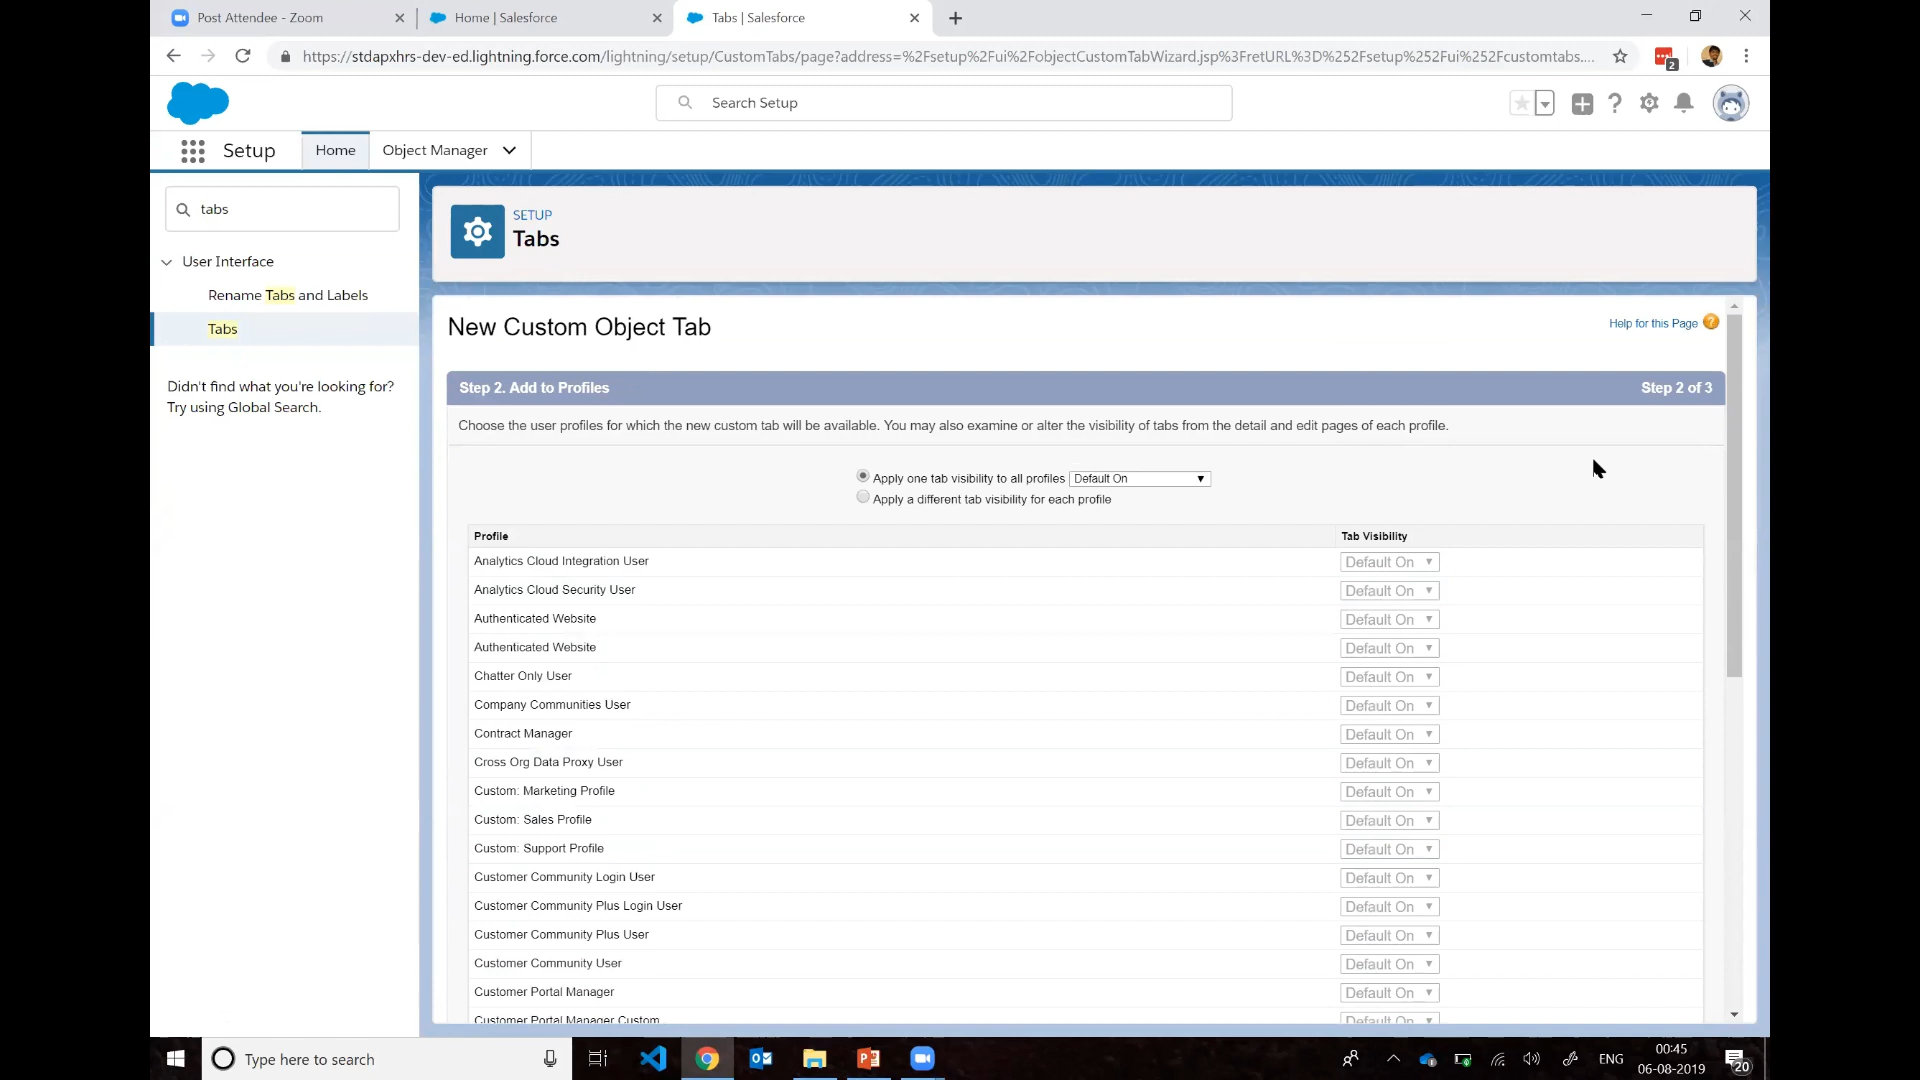 Post Attendee - Zoom
Home | Salesforce
Tabs | Salesforce
https://stdapxhrs-dev-ed.lightning.force.com/lightning/setup/CustomTabs/page?address=%2Fsetup%2Fui%2FobjectCustomTabWizard.jsp%3FretURL%3D%252Fsetup%252Fui%252Fcustomtabs....
2
Search Setup
Setup
Home
Object Manager
tabs
User Interface
Rename Tabs and Labels
Tabs
Didn't find what you're looking for?
Try using Global Search.
SETUP
Tabs
New Custom Object Tab
Help for this Page ?
Step 2. Add to Profiles
Step 2 of 3
Choose the user profiles for which the new custom tab will be available. You may also examine or alter the visibility of tabs from the detail and edit pages of each profile.
Apply one tab visibility to all profiles Default On
Apply a different tab visibility for each profile
Profile Tab Visibility
Analytics Cloud Integration User Default On
Analytics Cloud Security User Default On
Authenticated Website Default On
Authenticated Website Default On
Chatter Only User Default On
Company Communities User Default On
Contract Manager Default On
Cross Org Data Proxy User Default On
Custom: Marketing Profile Default On
Custom: Sales Profile Default On
Custom: Support Profile Default On
Customer Community Login User Default On
Customer Community Plus Login User Default On
Customer Community Plus User Default On
Customer Community User Default On
Customer Portal Manager Default On
Customer Portal Manager Custom Default On
Type here to search
ENG
00:45
06-08-2019
20